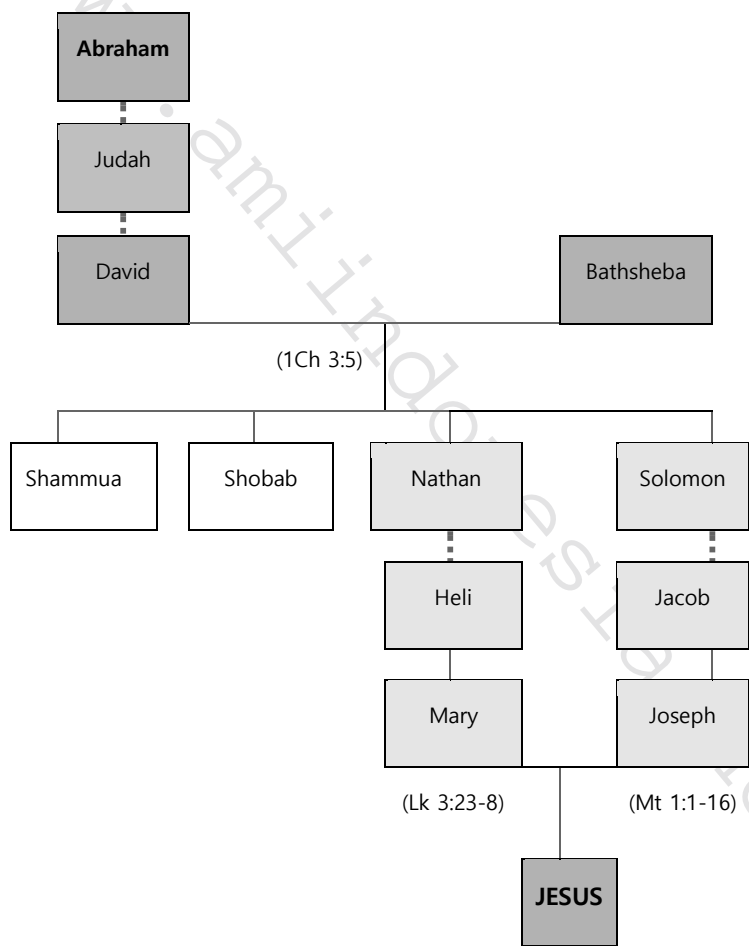 Abraham
Judah
David
Bathsheba
(1Ch 3:5)
Shammua
Shobab
Nathan
Solomon
Heli
Jacob
Mary
Joseph
(Lk 3:23-8)
(Mt 1:1-16)
JESUS